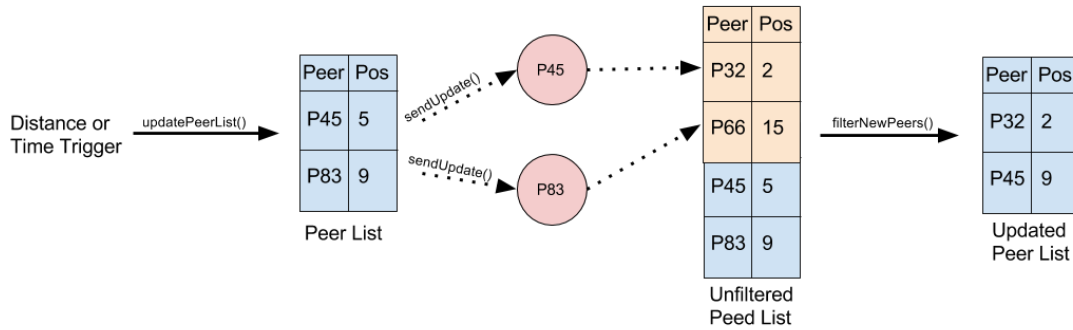 Distance or
Time Trigger
updatePeerList()
Peer Pos
P45 5
P83 9
Peer List
sendUpdate()
sendUpdate()
P45
P83
Peer Pos
P32 2
P66 15
P45 5
P83 9
Unfiltered
Peed List
filterNewPeers()
Peer Pos
P32 2
P45 9
Updated
Peer List